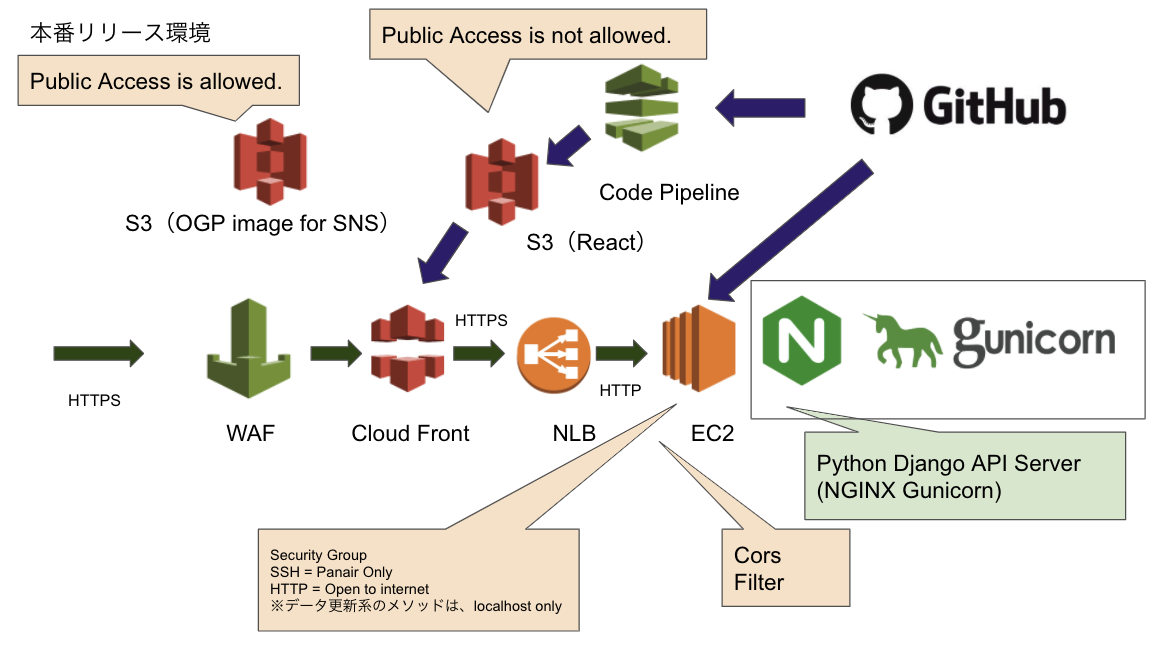 本番リリース環境
Public Access is allowed.
Public Access is not allowed.
GitHub
Code Pipeline
S3（OGP image for SNS）
S3（React）
HTTPS
HTTPS
HTTP
WAF
Cloud Front
NLB
EC2
N
gunicorn
Python Django API Server
(NGINX Gunicorn)
Security Group
SSH = Panair Only
HTTP = Open to internet
※データ更新系のメソッドは、localhost only
Cors
Filter